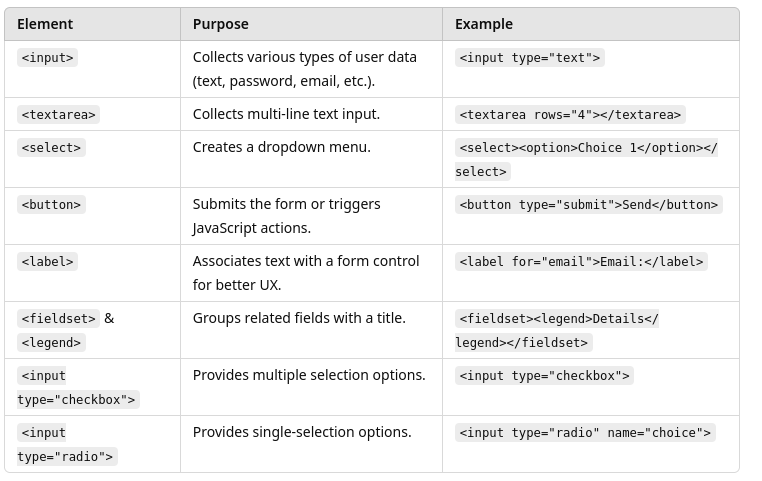 Element Purpose Example
<input> Collects various types of user data <input type="text">
(text, password, email, etc.).
<textarea> Collects multi-line text input. <textarea rows="4"></textarea>
<select> Creates a dropdown menu. <select><option>Choice 1</option></
select>
<button> Submits the form or triggers <button type="submit">Send</button>
JavaScript actions.
<label> Associates text with a form control <label for="email">Email:</label>
for better UX.
<fieldset> & Groups related fields with a title. <fieldset><legend>Details</
<legend> legend></fieldset>
<input Provides multiple selection options. <input type="checkbox">
type="checkbox">
<input Provides single-selection options. <input type="radio" name="choice">
type="radio">